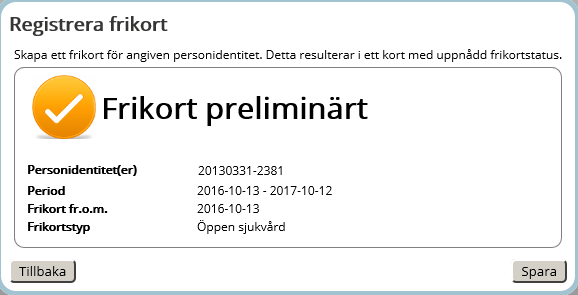 Registrera frikort
Skapa ett frikort för angiven personidentitet. Detta resulterar i ett kort med uppnådd frikortstatus.
Frikort preliminärt
Personidentitet(er) 20130331-2381
Period 2016-10-13 - 2017-10-12
Frikort fr.o.m. 2016-10-13
Frikortstyp Öppen sjukvård
Tillbaka Spara